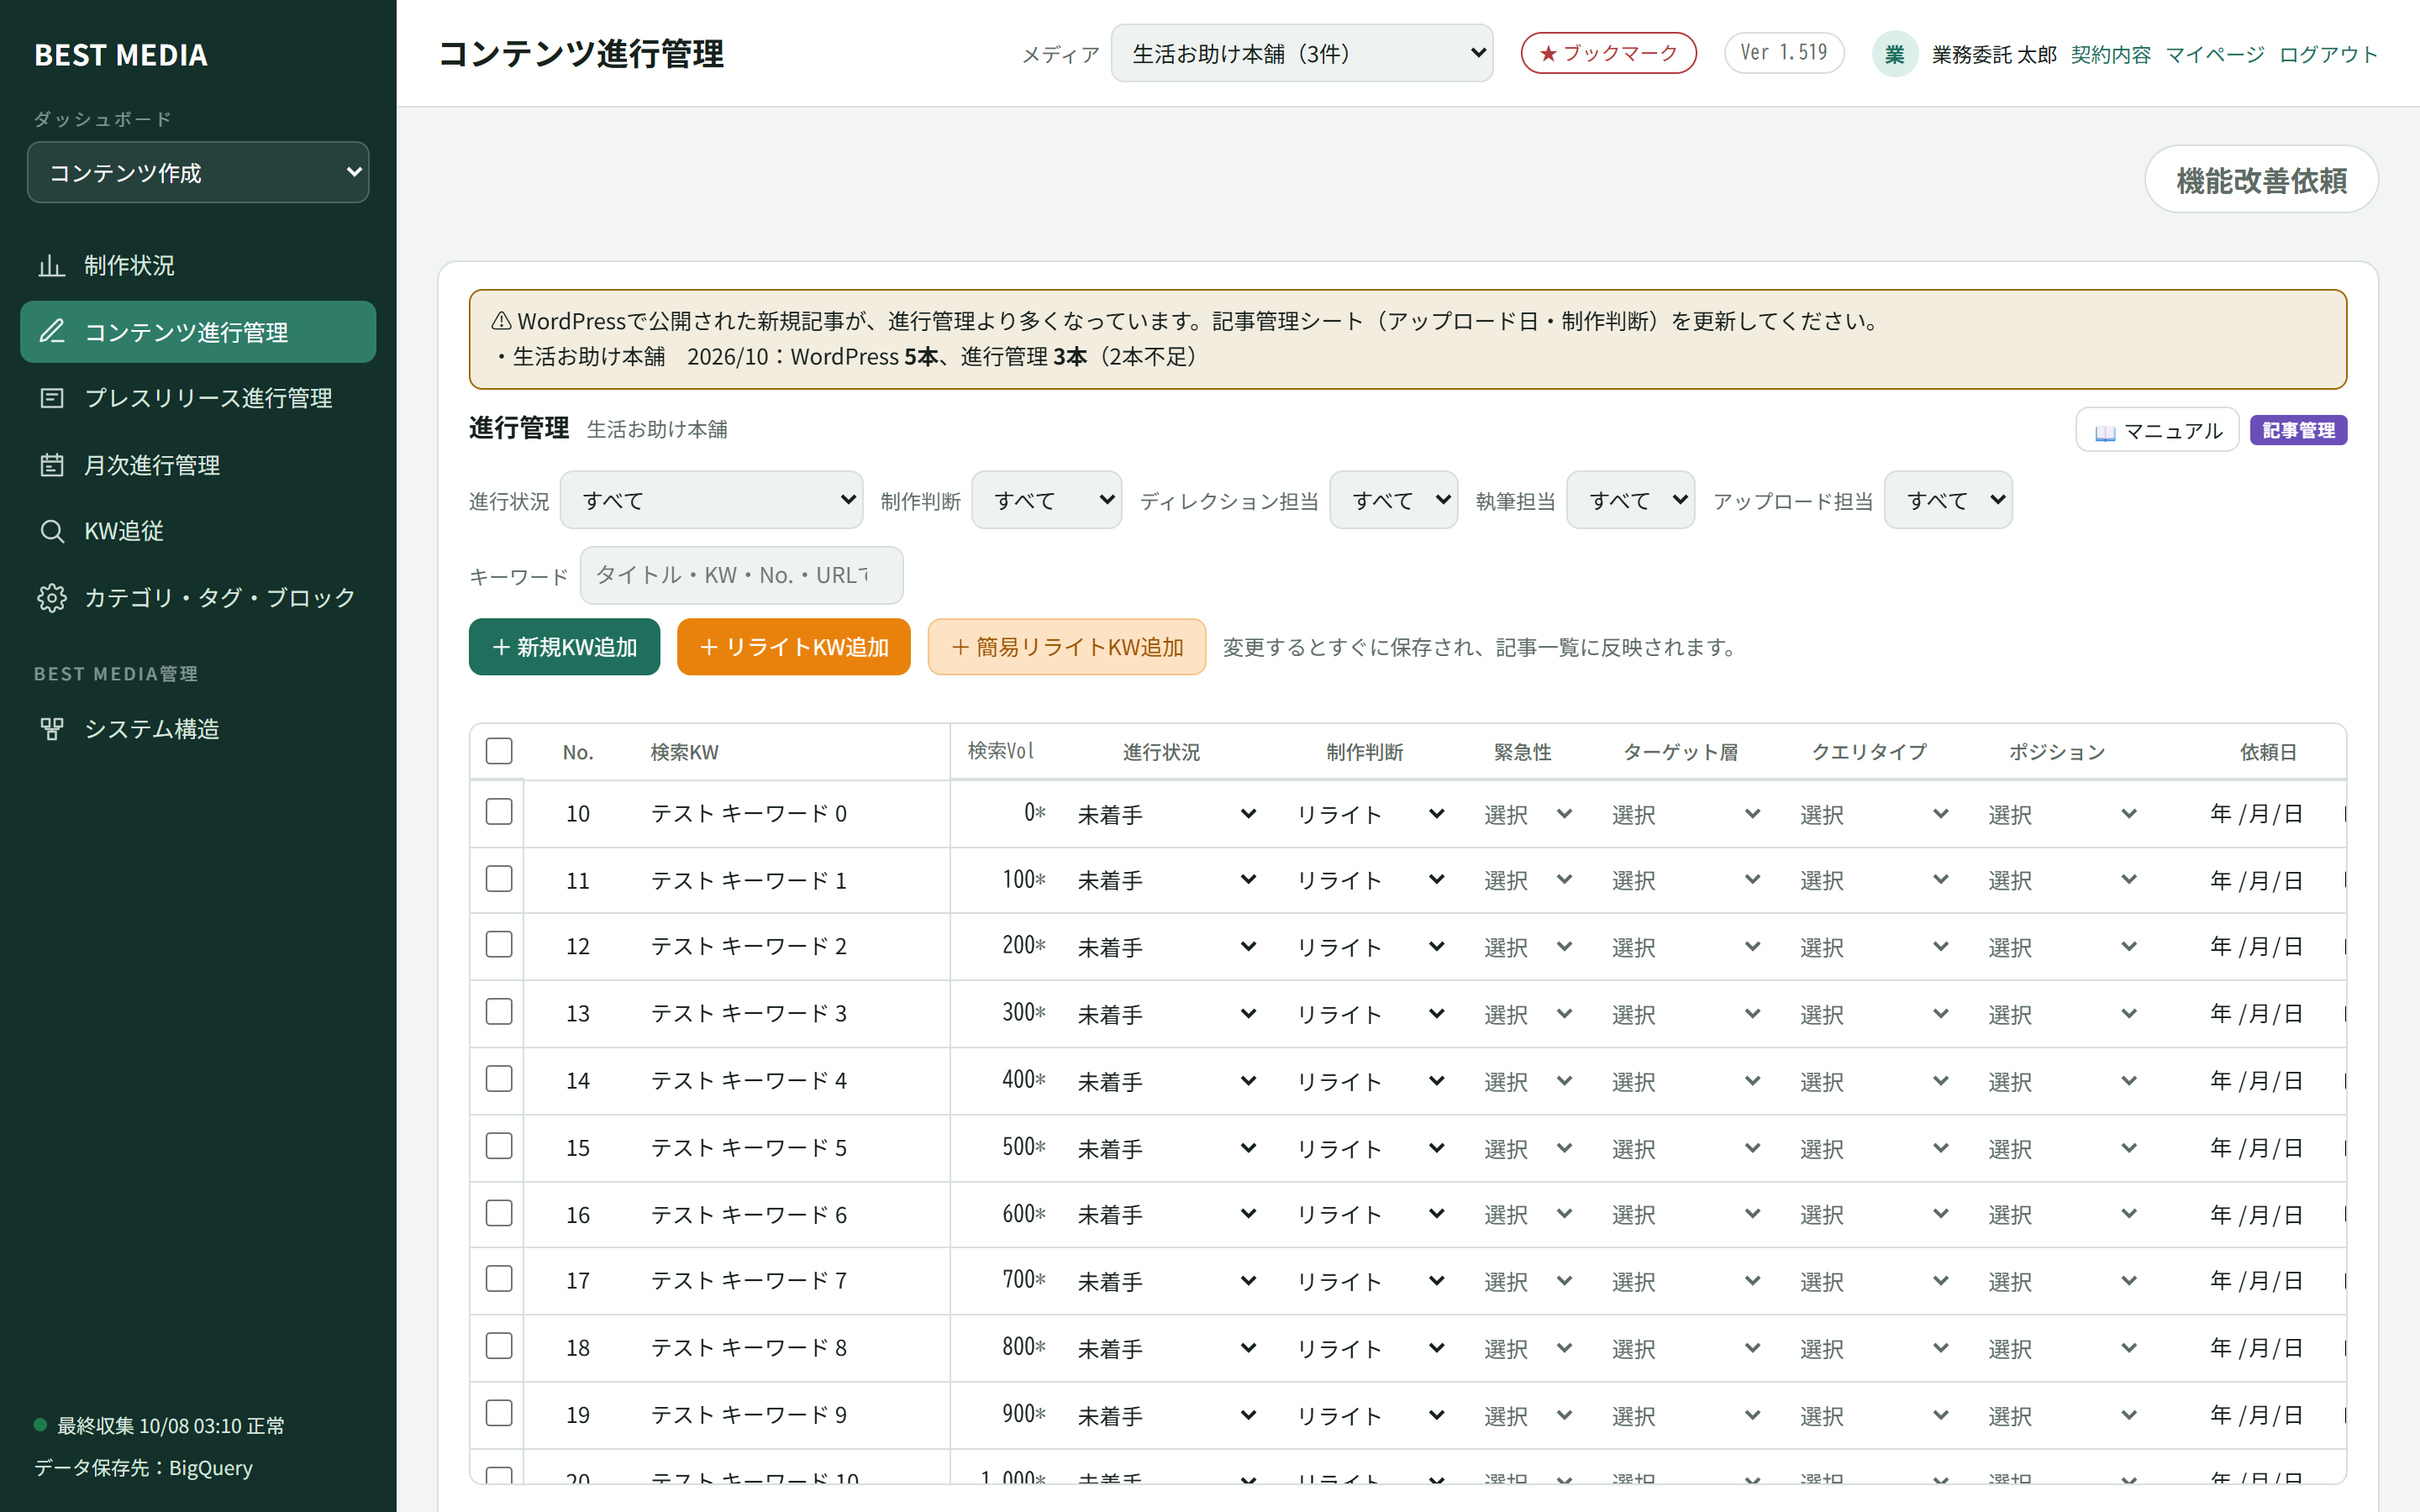 BEST MEDIA
ダッシュボード
コンテンツ作成
制作状況
コンテンツ進行管理
プレスリリース進行管理
月次進行管理
KW追従
カテゴリ・タグ・ブロック
BEST MEDIA管理
システム構造
最終収集 10/08 03:10 正常
データ保存先：BigQuery
コンテンツ進行管理
メディア 生活お助け本舗（3件） ★ ブックマーク Ver 1.519 業 業務委託 太郎 契約内容 マイページ ログアウト
機能改善依頼
⚠ WordPressで公開された新規記事が、進行管理より多くなっています。記事管理シート（アップロード日・制作判断）を更新してください。
・生活お助け本舗　2026/10：WordPress 5本、進行管理 3本（2本不足）
進行管理 生活お助け本舗 📖 マニュアル 記事管理
進行状況 すべて 制作判断 すべて ディレクション担当 すべて 執筆担当 すべて アップロード担当 すべて
キーワード タイトル・KW・No.・URL
＋ 新規KW追加 ＋ リライトKW追加 ＋ 簡易リライトKW追加 変更するとすぐに保存され、記事一覧に反映されます。
No. 検索KW 検索Vol 進行状況 制作判断 緊急性 ターゲット層 クエリタイプ ポジション 依頼日
10 テスト キーワード 0 0* 未着手 リライト 選択 選択 選択 選択 年 /月/日
11 テスト キーワード 1 100* 未着手 リライト 選択 選択 選択 選択 年 /月/日
12 テスト キーワード 2 200* 未着手 リライト 選択 選択 選択 選択 年 /月/日
13 テスト キーワード 3 300* 未着手 リライト 選択 選択 選択 選択 年 /月/日
14 テスト キーワード 4 400* 未着手 リライト 選択 選択 選択 選択 年 /月/日
15 テスト キーワード 5 500* 未着手 リライト 選択 選択 選択 選択 年 /月/日
16 テスト キーワード 6 600* 未着手 リライト 選択 選択 選択 選択 年 /月/日
17 テスト キーワード 7 700* 未着手 リライト 選択 選択 選択 選択 年 /月/日
18 テスト キーワード 8 800* 未着手 リライト 選択 選択 選択 選択 年 /月/日
19 テスト キーワード 9 900* 未着手 リライト 選択 選択 選択 選択 年 /月/日
20 テスト キーワード 10 1,000* 未着手 リライト 選択 選択 選択 選択 年 /月/日